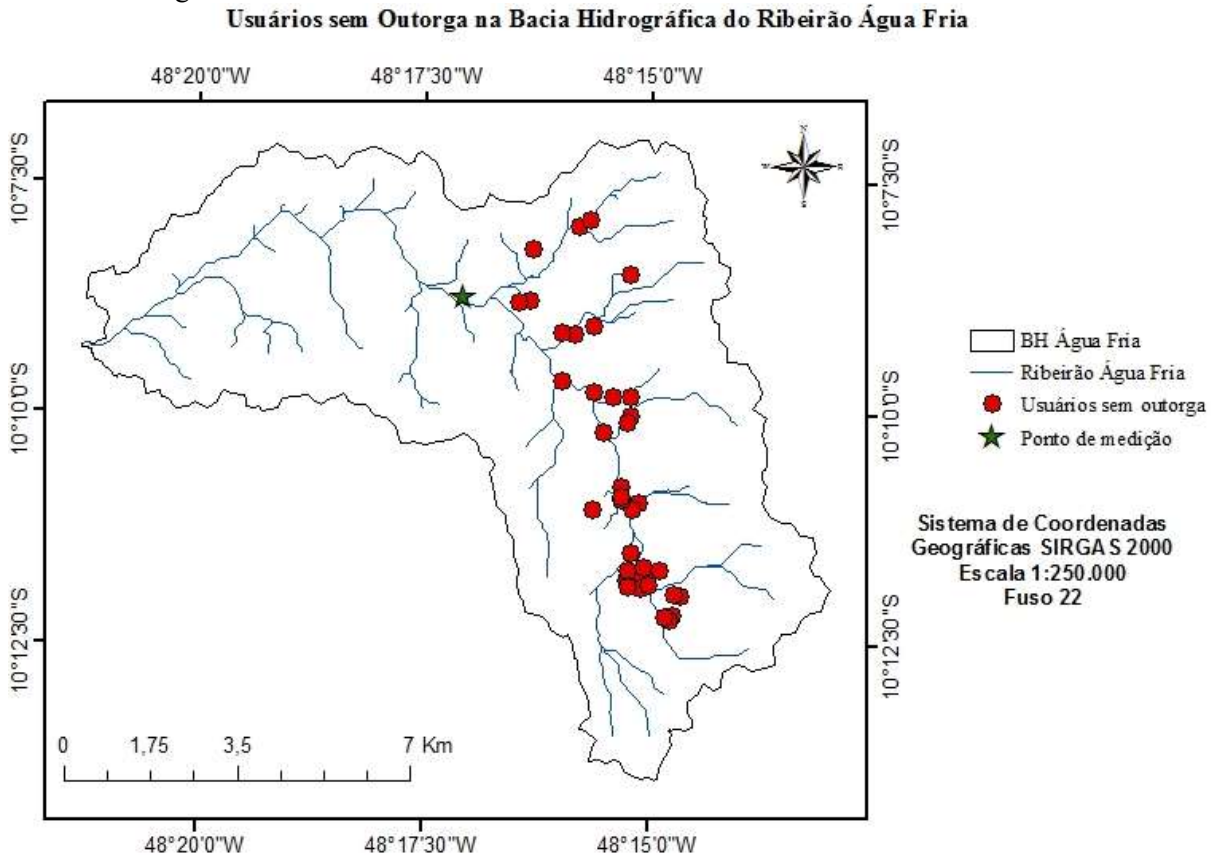 Usuários sem Outorga na Bacia Hidrográfica do Ribeirão Água Fria
48°20'0"W 48°17'30"W 48°15'0"W
N
W
S
10°7'30"S 10°7'30"S
10°10'0"S 10°10'0"S
10°12'30"S 10°12'30"S
BH Água Fria
Ribeirão Água Fria
Usuários sem outorga
Ponto de medição
Sistema de Coordenadas
Geográficas SIRGAS 2000
Escala 1:250.000
Fuso 22
0 1,75 3,5 7 Km
48°20'0"W 48°17'30"W 48°15'0"W